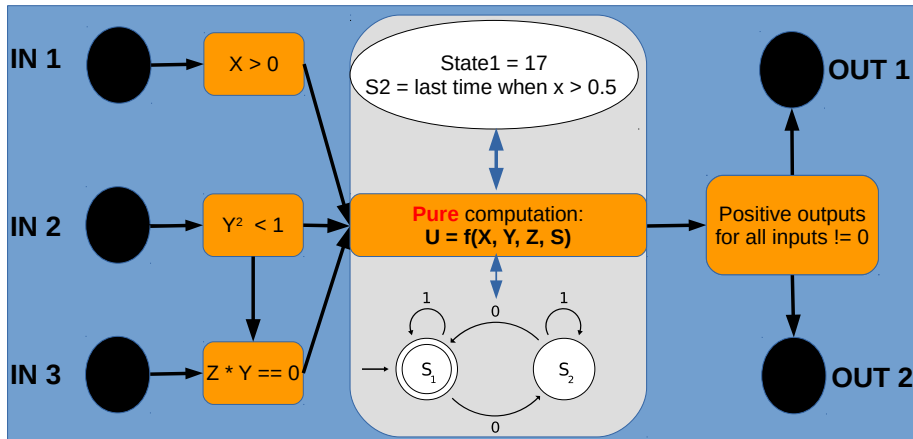 IN 1
X > 0
State1 = 17
S2 = last time when x > 0.5
OUT 1
IN 2
Y² < 1
Pure computation:
U = f(X, Y, Z, S)
Positive outputs
for all inputs != 0
IN 3
Z * Y == 0
1
0
1
S₁
S₂
0
OUT 2